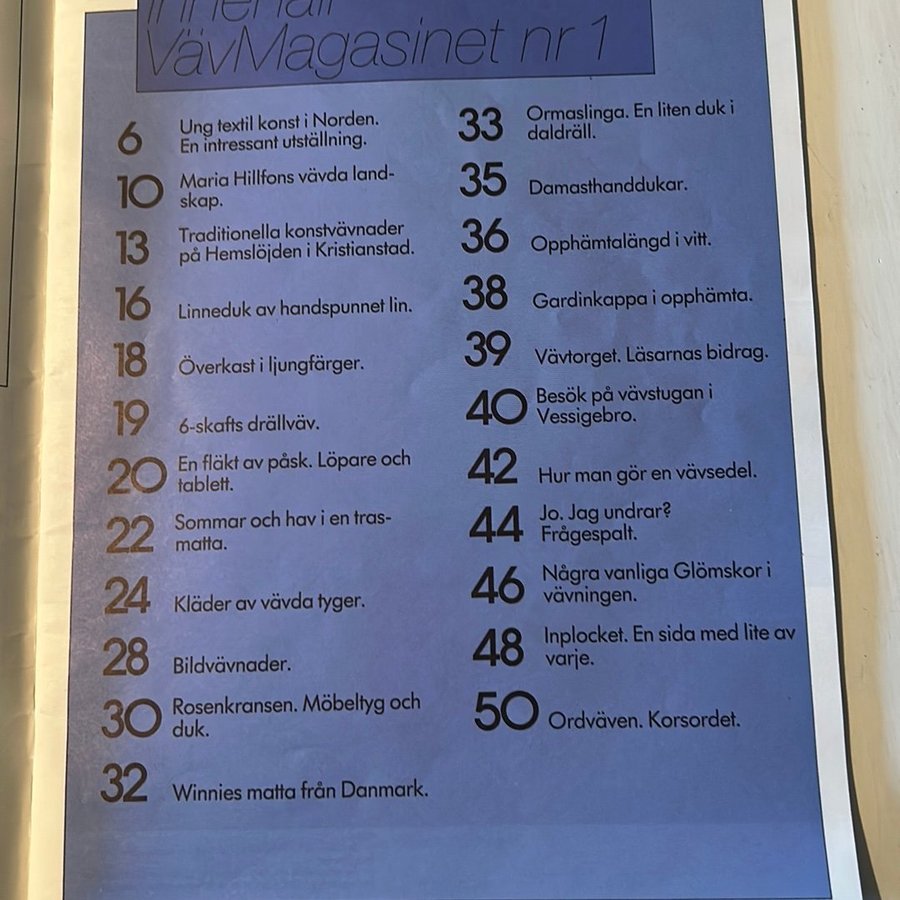 Innehåll
VävMagasinet nr 1
6 Ung textil konst i Norden.
En intressant utställning.
10 Maria Hillfons vävda land-
skap.
13 Traditionella konstvävnader
på Hemslöjden i Kristianstad.
16 Linneduk av handspunnet lin.
18 Överkast i ljungfärger.
19 6-skafts drällväv.
20 En fläkt av påsk. Löpare och
tablett.
22 Sommar och hav i en tras-
matta.
24 Kläder av vävda tyger.
28 Bildvävnader.
30 Rosenkransen. Möbeltyg och
duk.
32 Winnies matta från Danmark.
33 Ormaslinga. En liten duk i
daldräll.
35 Damasthanddukar.
36 Opphämtalängd i vitt.
38 Gardinkappa i opphämta.
39 Vävtorget. Läsarnas bidrag.
40 Besök på vävstugan i
Vessigebro.
42 Hur man gör en vävsedel.
44 Jo. Jag undrar?
Frågespalt.
46 Några vanliga Glömskor i
vävningen.
48 Inplocket. En sida med lite av
varje.
50 Ordväven. Korsordet.